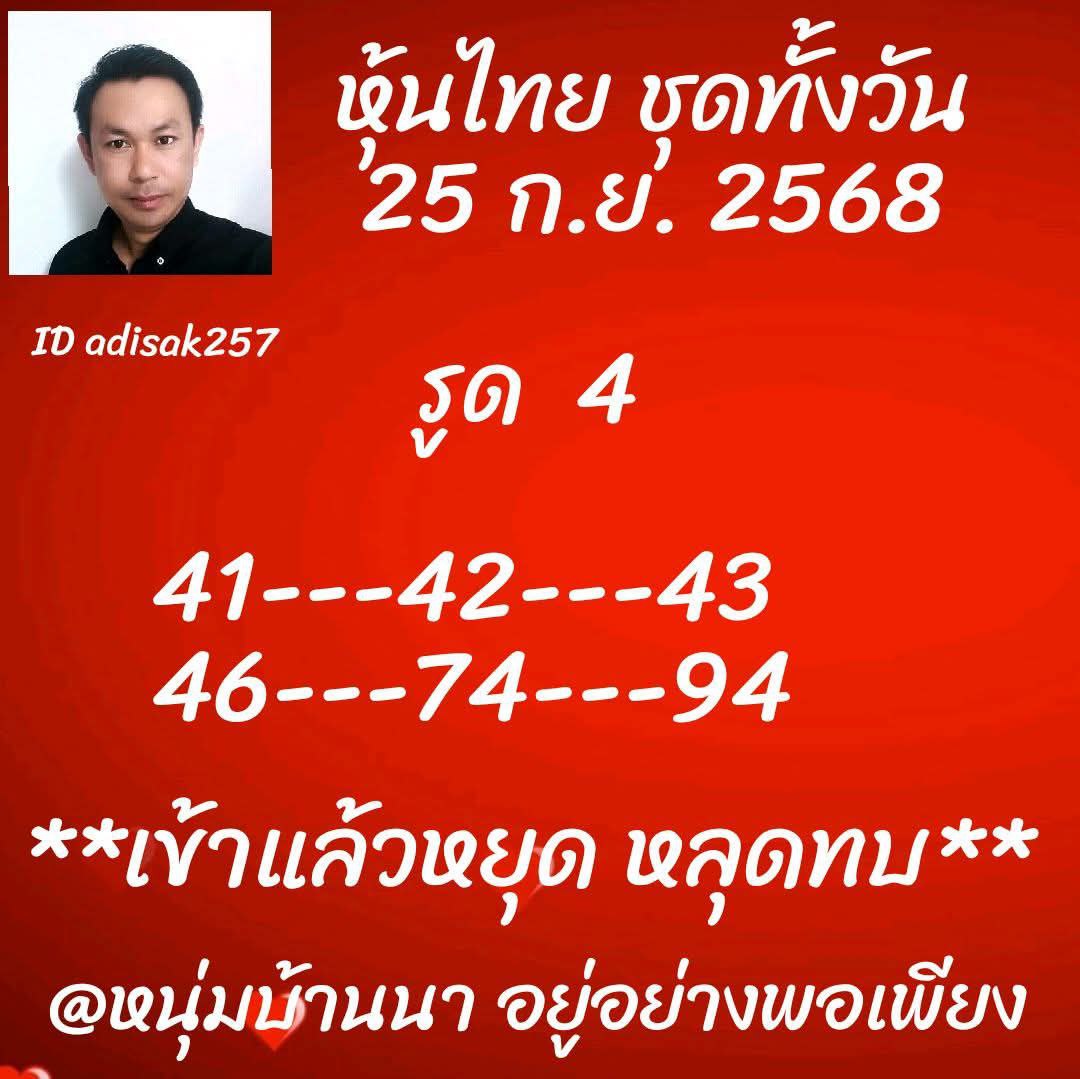 หุ้นไทย ชุดทั้งวัน
25 ก.ย. 2568
ID adisak257
รูด 4
41---42---43
46---74---94
**เข้าแล้วหยุด หลุดทบ**
@หนุ่มบ้านนา อยู่อย่างพอเพียง